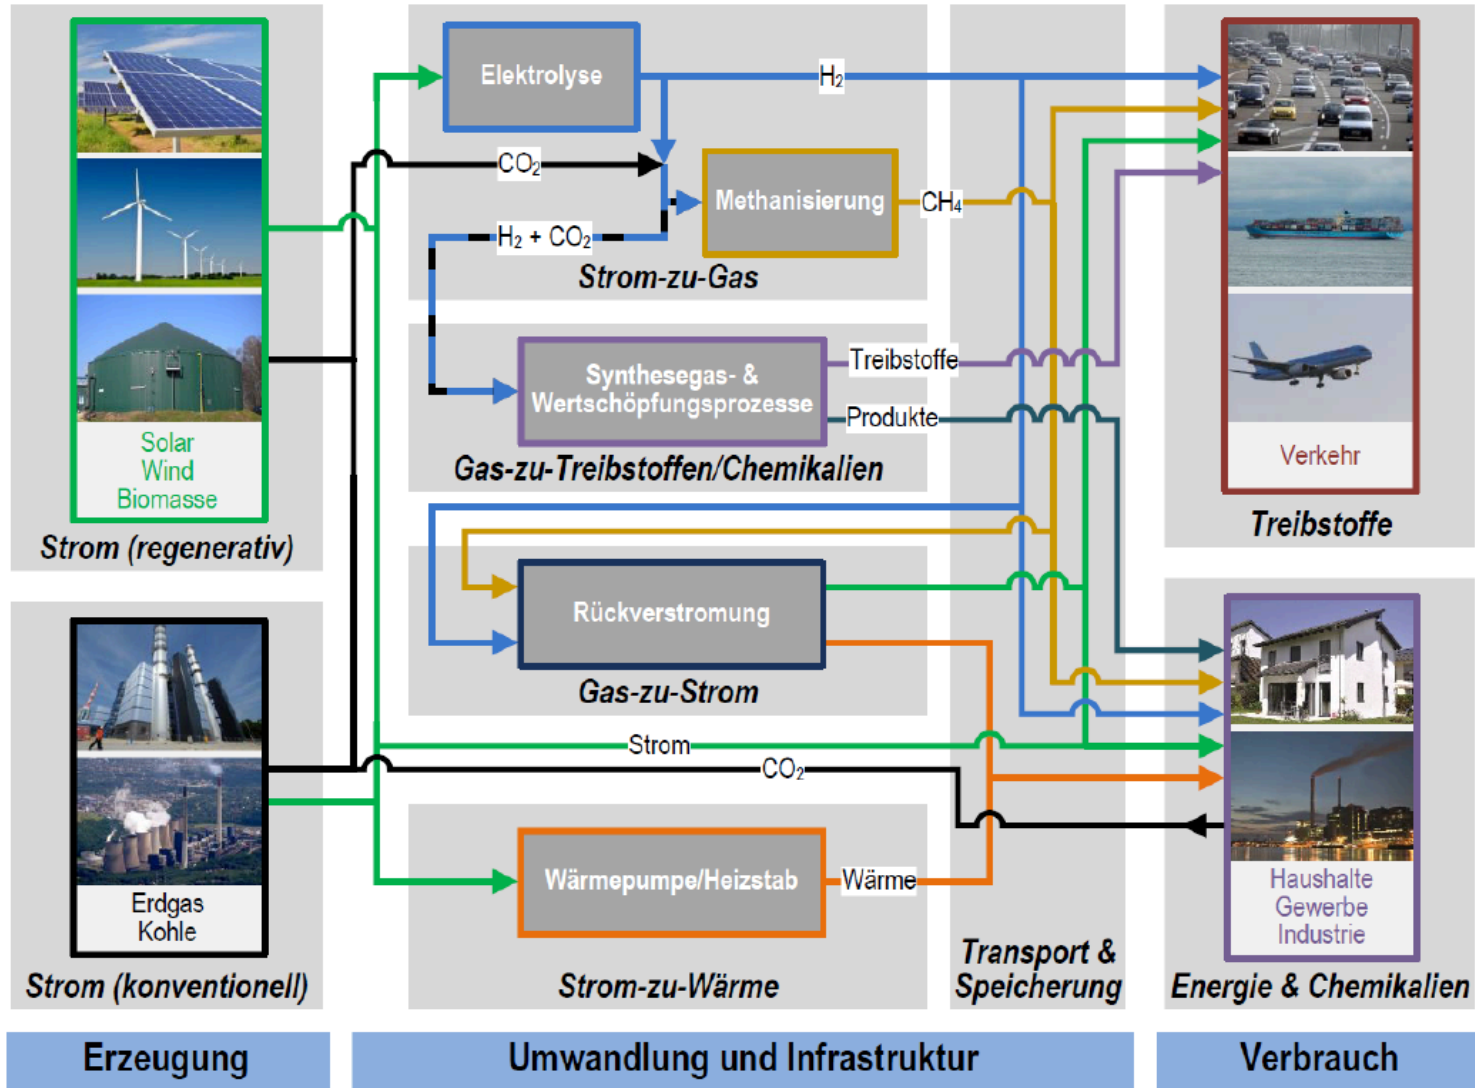 Solar
Wind
Biomasse
Strom (regenerativ)
Erdgas
Kohle
Strom (konventionell)
Erzeugung
Elektrolyse
H₂
CO₂
Methanisierung
CH₄
H₂ + CO₂
Strom-zu-Gas
Synthesegas- &
Wertschöpfungsprozesse
Treibstoffe
Produkte
Gas-zu-Treibstoffen/Chemikalien
Rückverstromung
Gas-zu-Strom
Strom
CO₂
Wärmepumpe/Heizstab
Wärme
Strom-zu-Wärme
Transport &
Speicherung
Umwandlung und Infrastruktur
Verkehr
Treibstoffe
Haushalte
Gewerbe
Industrie
Energie & Chemikalien
Verbrauch